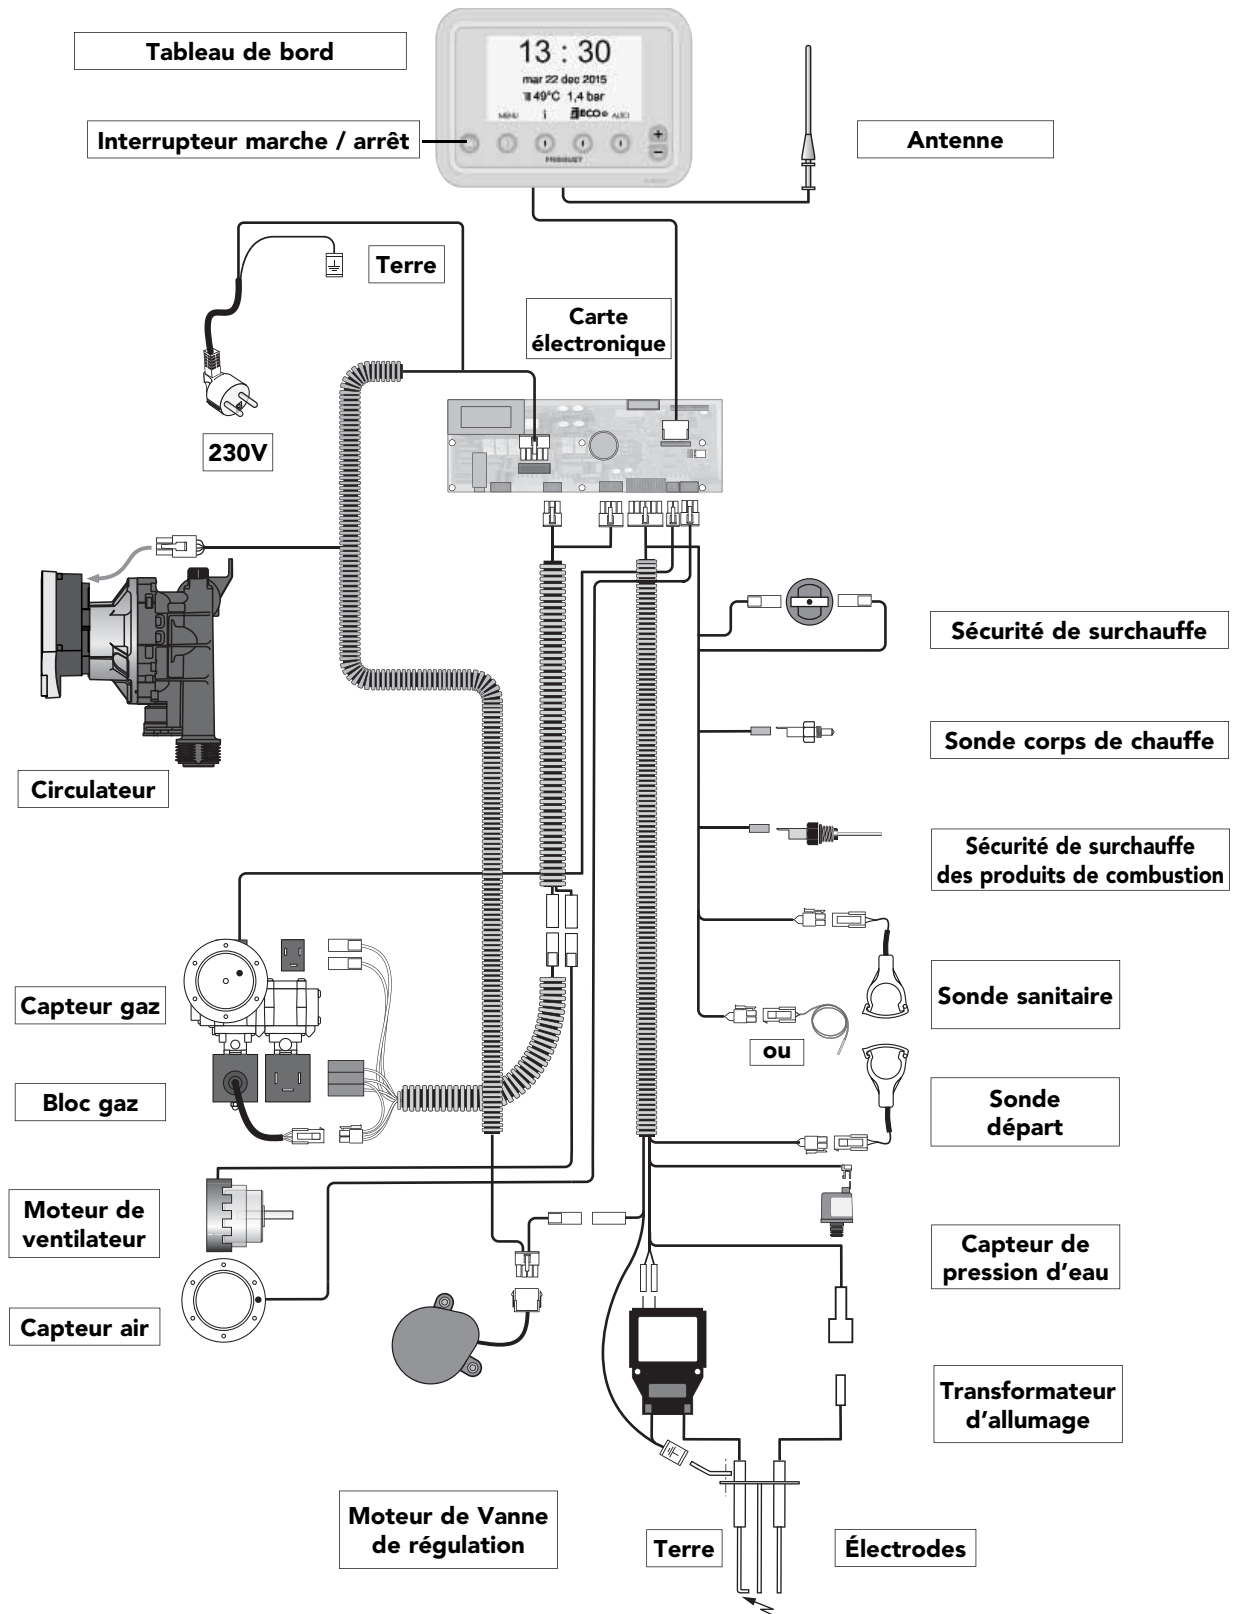 Tableau de bord
13 : 30
mar 22 dec 2015
49°C 1,4 bar
MENU i ECO AUTO
Interrupteur marche / arrêt
+
−
FRISQUET
Antenne
Terre
Carte
électronique
230V
Sécurité de surchauffe
Sonde corps de chauffe
Circulateur
Sécurité de surchauffe
des produits de combustion
Capteur gaz
Sonde sanitaire
ou
Bloc gaz
Sonde
départ
Moteur de
ventilateur
Capteur de
pression d'eau
Capteur air
Transformateur
d'allumage
Moteur de Vanne
de régulation
Terre
Électrodes